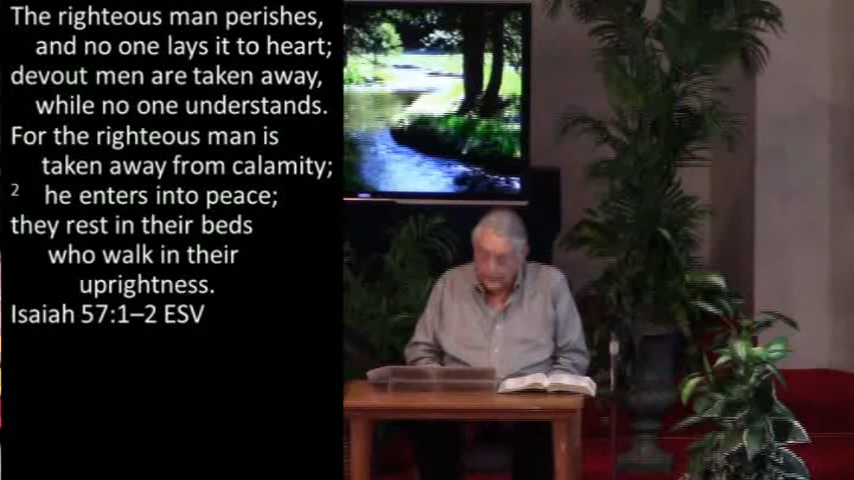 The righteous man perishes,
and no one lays it to heart;
devout men are taken away,
while no one understands.
For the righteous man is
taken away from calamity;
2 he enters into peace;
they rest in their beds
who walk in their
uprightness.
Isaiah 57:1–2 ESV